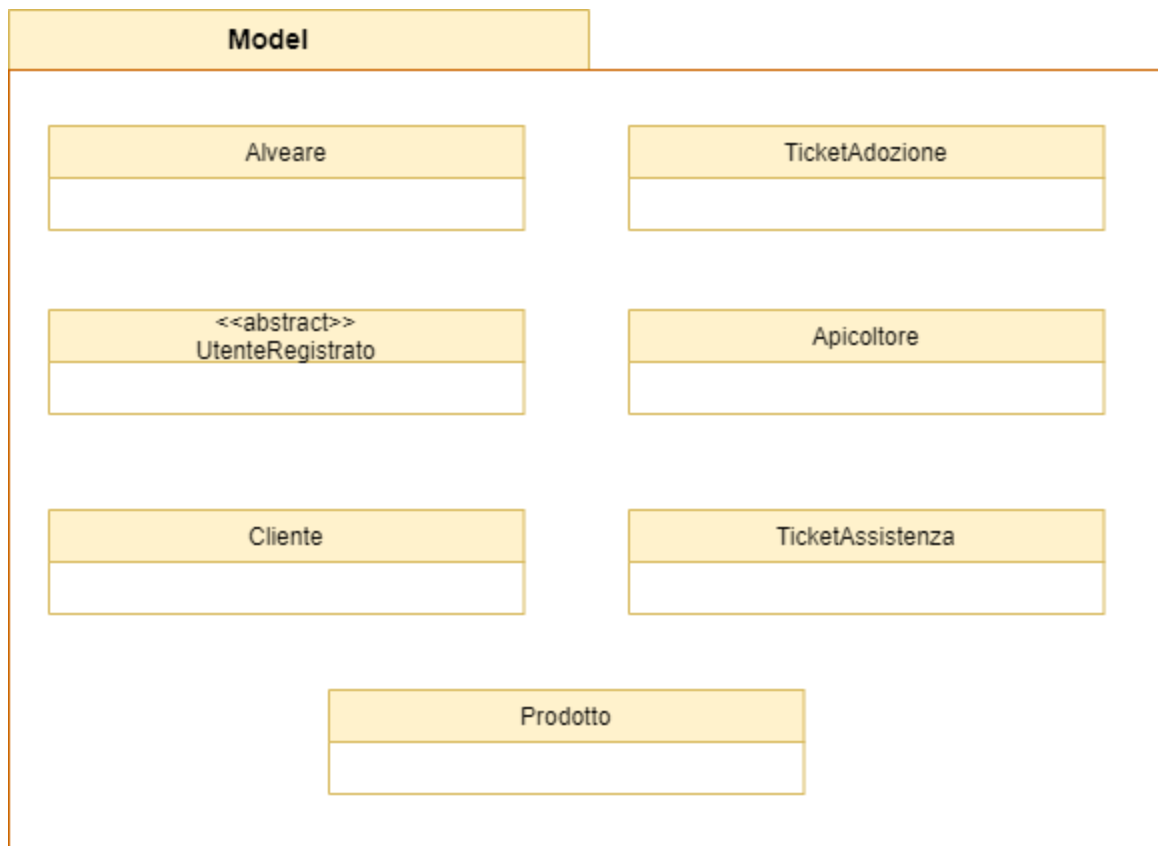 Model
Alveare
TicketAdozione
<<abstract>>
UtenteRegistrato
Apicoltore
Cliente
TicketAssistenza
Prodotto